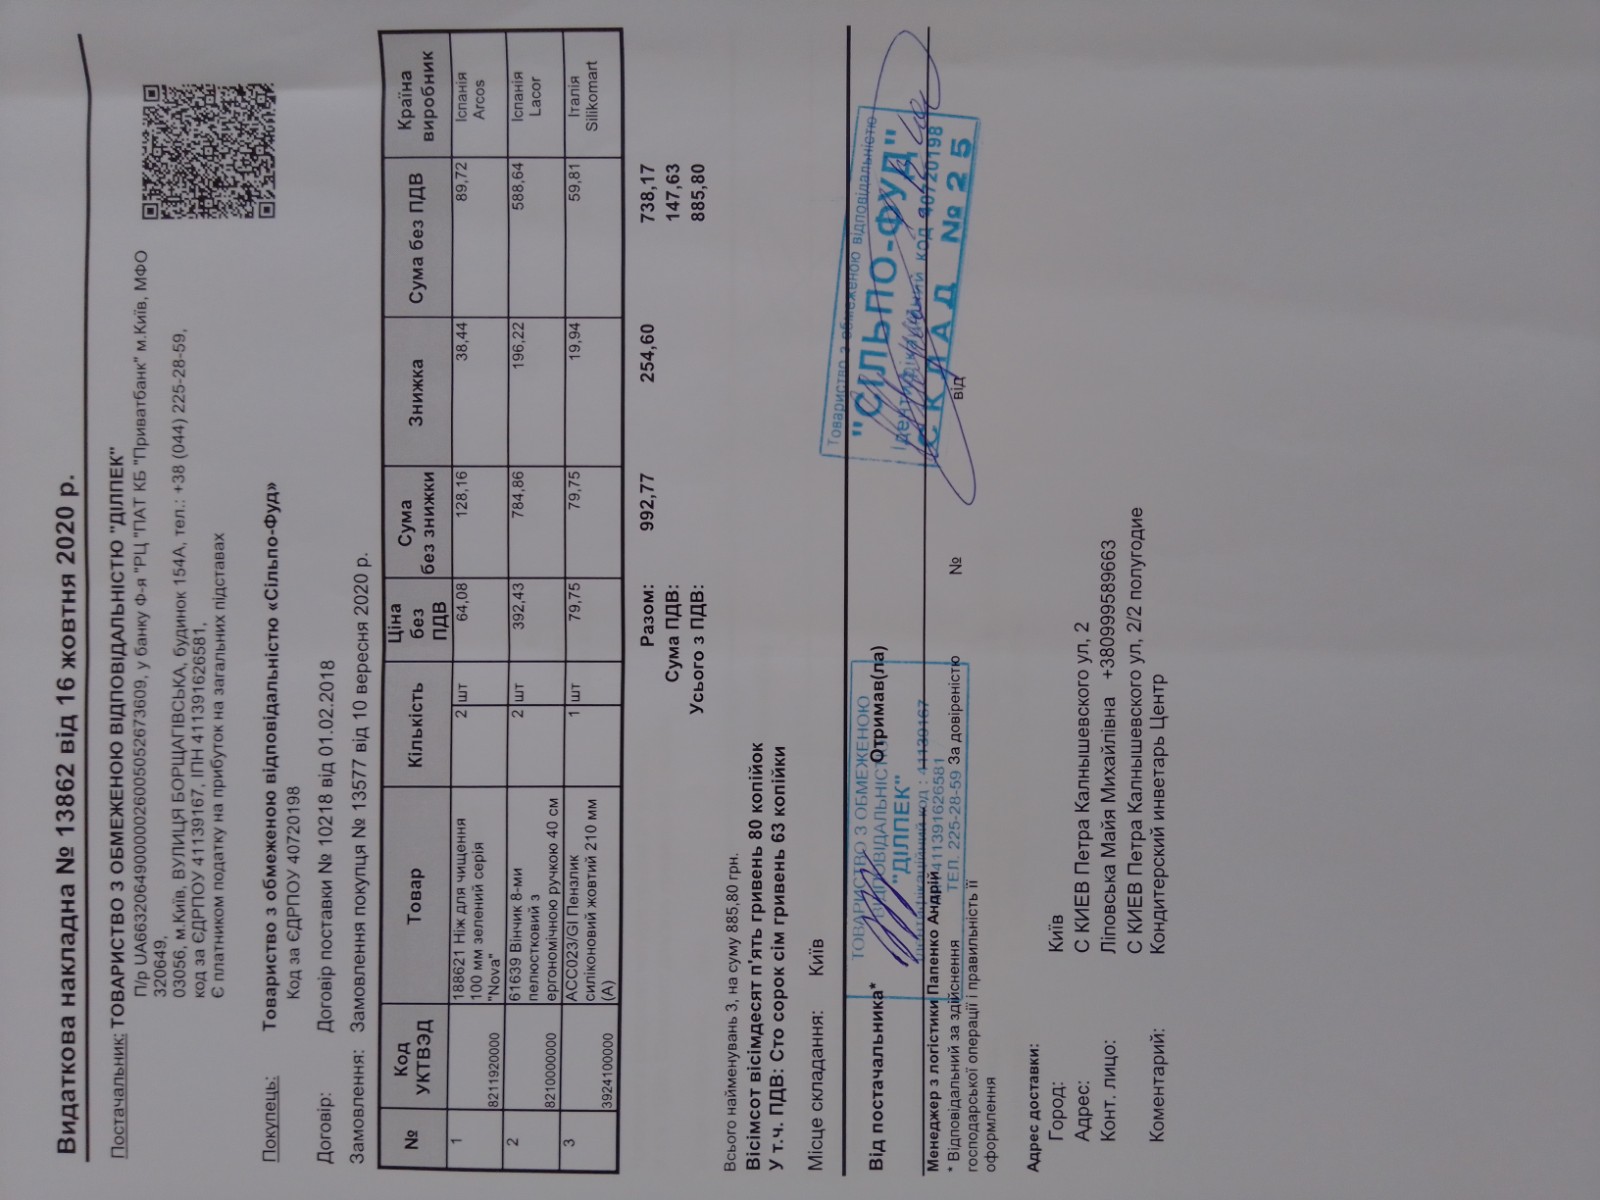 Видаткова накладна № 13862 від 16 жовтня 2020 р.
Постачальник: ТОВАРИСТВО З ОБМЕЖЕНОЮ ВІДПОВІДАЛЬНІСТЮ "ДІЛПЕК"
П/р UA663206490000026005052673609, у банку Ф-я "РЦ "ПАТ КБ "Приватбанк" м.Київ, МФО
320649,
03056, м.Київ, ВУЛИЦЯ БОРЩАГІВСЬКА, будинок 154А, тел.: +38 (044) 225-28-59,
код за ЄДРПОУ 41139167, ІПН 411391626581,
Є платником податку на прибуток на загальних підставах
Покупець: Товариство з обмеженою відповідальністю «Сільпо-Фуд»
Код за ЄДРПОУ 40720198
Договір: Договір поставки № 10218 від 01.02.2018
Замовлення: Замовлення покупця № 13577 від 10 вересня 2020 р.
№ Код УКТВЭД Товар Кількість Ціна без ПДВ Сума без знижки Знижка Сума без ПДВ Країна виробник
1 8211920000 188621 Ніж для чищення 2 шт 64,08 128,16 38,44 89,72 Іспанія
100 мм зелений серія Arcos
"Nova"
2 8210000000 61639 Вінчик 8-ми 2 шт 392,43 784,86 196,22 588,64 Іспанія
пелюстковий з Lacor
ергономічною ручкою 40 см
3 3924100000 ACC023/GI Пензлик 1 шт 79,75 79,75 19,94 59,81 Італія
силіконовий жовтий 210 мм Silikomart
(А)
Разом: 992,77 254,60 738,17
Сума ПДВ: 147,63
Усього з ПДВ: 885,80
Всього найменувань 3, на суму 885,80 грн.
Вісімсот вісімдесят п'ять гривень 80 копійок
У т.ч. ПДВ: Сто сорок сім гривень 63 копійки
Місце складання: Київ
Від постачальника* Отримав(ла)
ТОВАРИСТВО З ОБМЕЖЕНОЮ
ВІДПОВІДАЛЬНІСТЮ
"ДІЛПЕК"
Ідентифікаційний код : 41139167
411391626581
ТЕЛ. 225-28-59
Товариство з обмеженою відповідальністю
"СІЛЬПО-ФУД"
Ідентифікаційний код 40720198
СКЛАД №25
Менеджер з логістики Папенко Андрій
* Відповідальний за здійснення За довіреністю № від
господарської операції і правильність її
оформлення
Адрес доставки:
Город: Київ
Адрес: С КИЕВ Петра Калнышевского ул, 2
Конт. лицо: Ліповська Майя Михайлівна +380999589663
С КИЕВ Петра Калнышевского ул, 2/2 полугодие
Коментарий: Кондитерский инветарь Центр